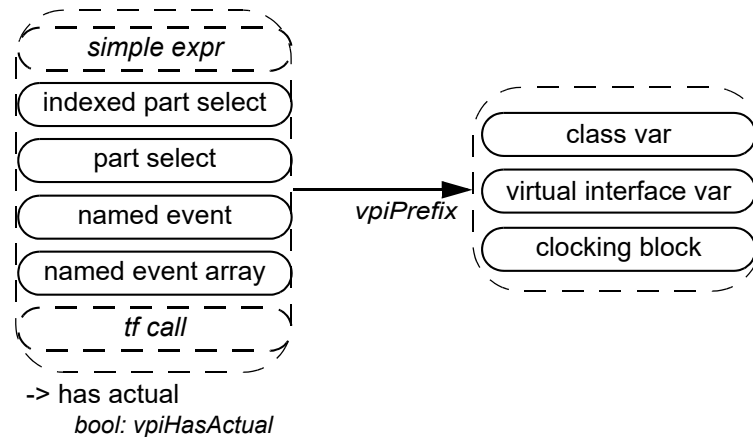 simple expr
indexed part select
part select
named event
named event array
tf call
-> has actual
bool: vpiHasActual
vpiPrefix
class var
virtual interface var
clocking block